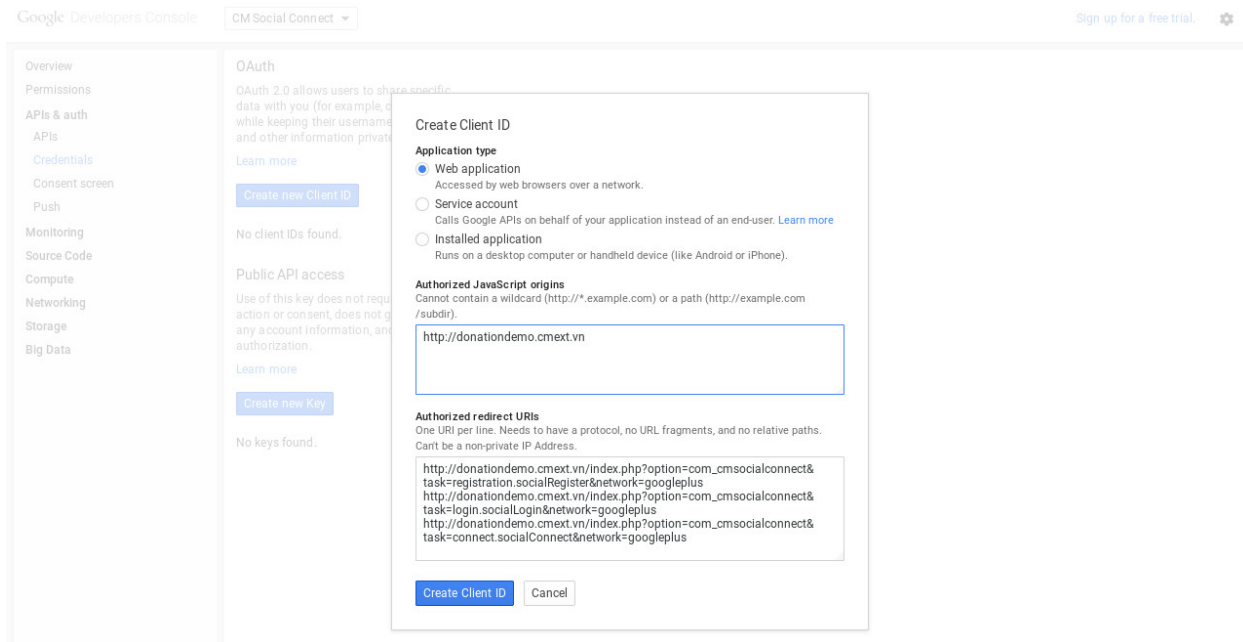 Google Developers Console
CM Social Connect
Sign up for a free trial.
Overview
Permissions
APIs & auth
APIs
Credentials
Consent screen
Push
Monitoring
Source Code
Compute
Networking
Storage
Big Data
OAuth
OAuth 2.0 allows users to share specific
data with you (for example, c
while keeping their username
and other information private
Learn more
Create new Client ID
No client IDs found.
Public API access
Use of this key does not requ
action or consent, does not g
any account information, and
authorization.
Learn more
Create new Key
No keys found.
Create Client ID
Application type
Web application
Accessed by web browsers over a network.
Service account
Calls Google APIs on behalf of your application instead of an end-user. Learn more
Installed application
Runs on a desktop computer or handheld device (like Android or iPhone).
Authorized JavaScript origins
Cannot contain a wildcard (http://*.example.com) or a path (http://example.com
/subdir).
http://donationdemo.cmext.vn
Authorized redirect URIs
One URI per line. Needs to have a protocol, no URL fragments, and no relative paths.
Can't be a non-private IP Address.
http://donationdemo.cmext.vn/index.php?option=com_cmsocialconnect&
task=registration.socialRegister&network=googleplus
http://donationdemo.cmext.vn/index.php?option=com_cmsocialconnect&
task=login.socialLogin&network=googleplus
http://donationdemo.cmext.vn/index.php?option=com_cmsocialconnect&
task=connect.socialConnect&network=googleplus
Create Client ID
Cancel